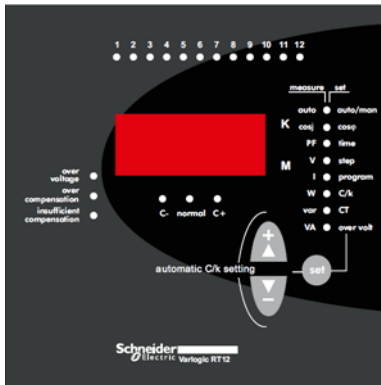 1 2 3 4 5 6 7 8 9 10 11 12
measure set
auto auto/man
K
cosj cosφ
PF time
M
V step
I program
W C/k
var CT
VA over volt
over
voltage
over
compensation
insufficient
compensation
C- normal C+
+
automatic C/k setting
set
−
Schneider
Electric Varlogic RT12